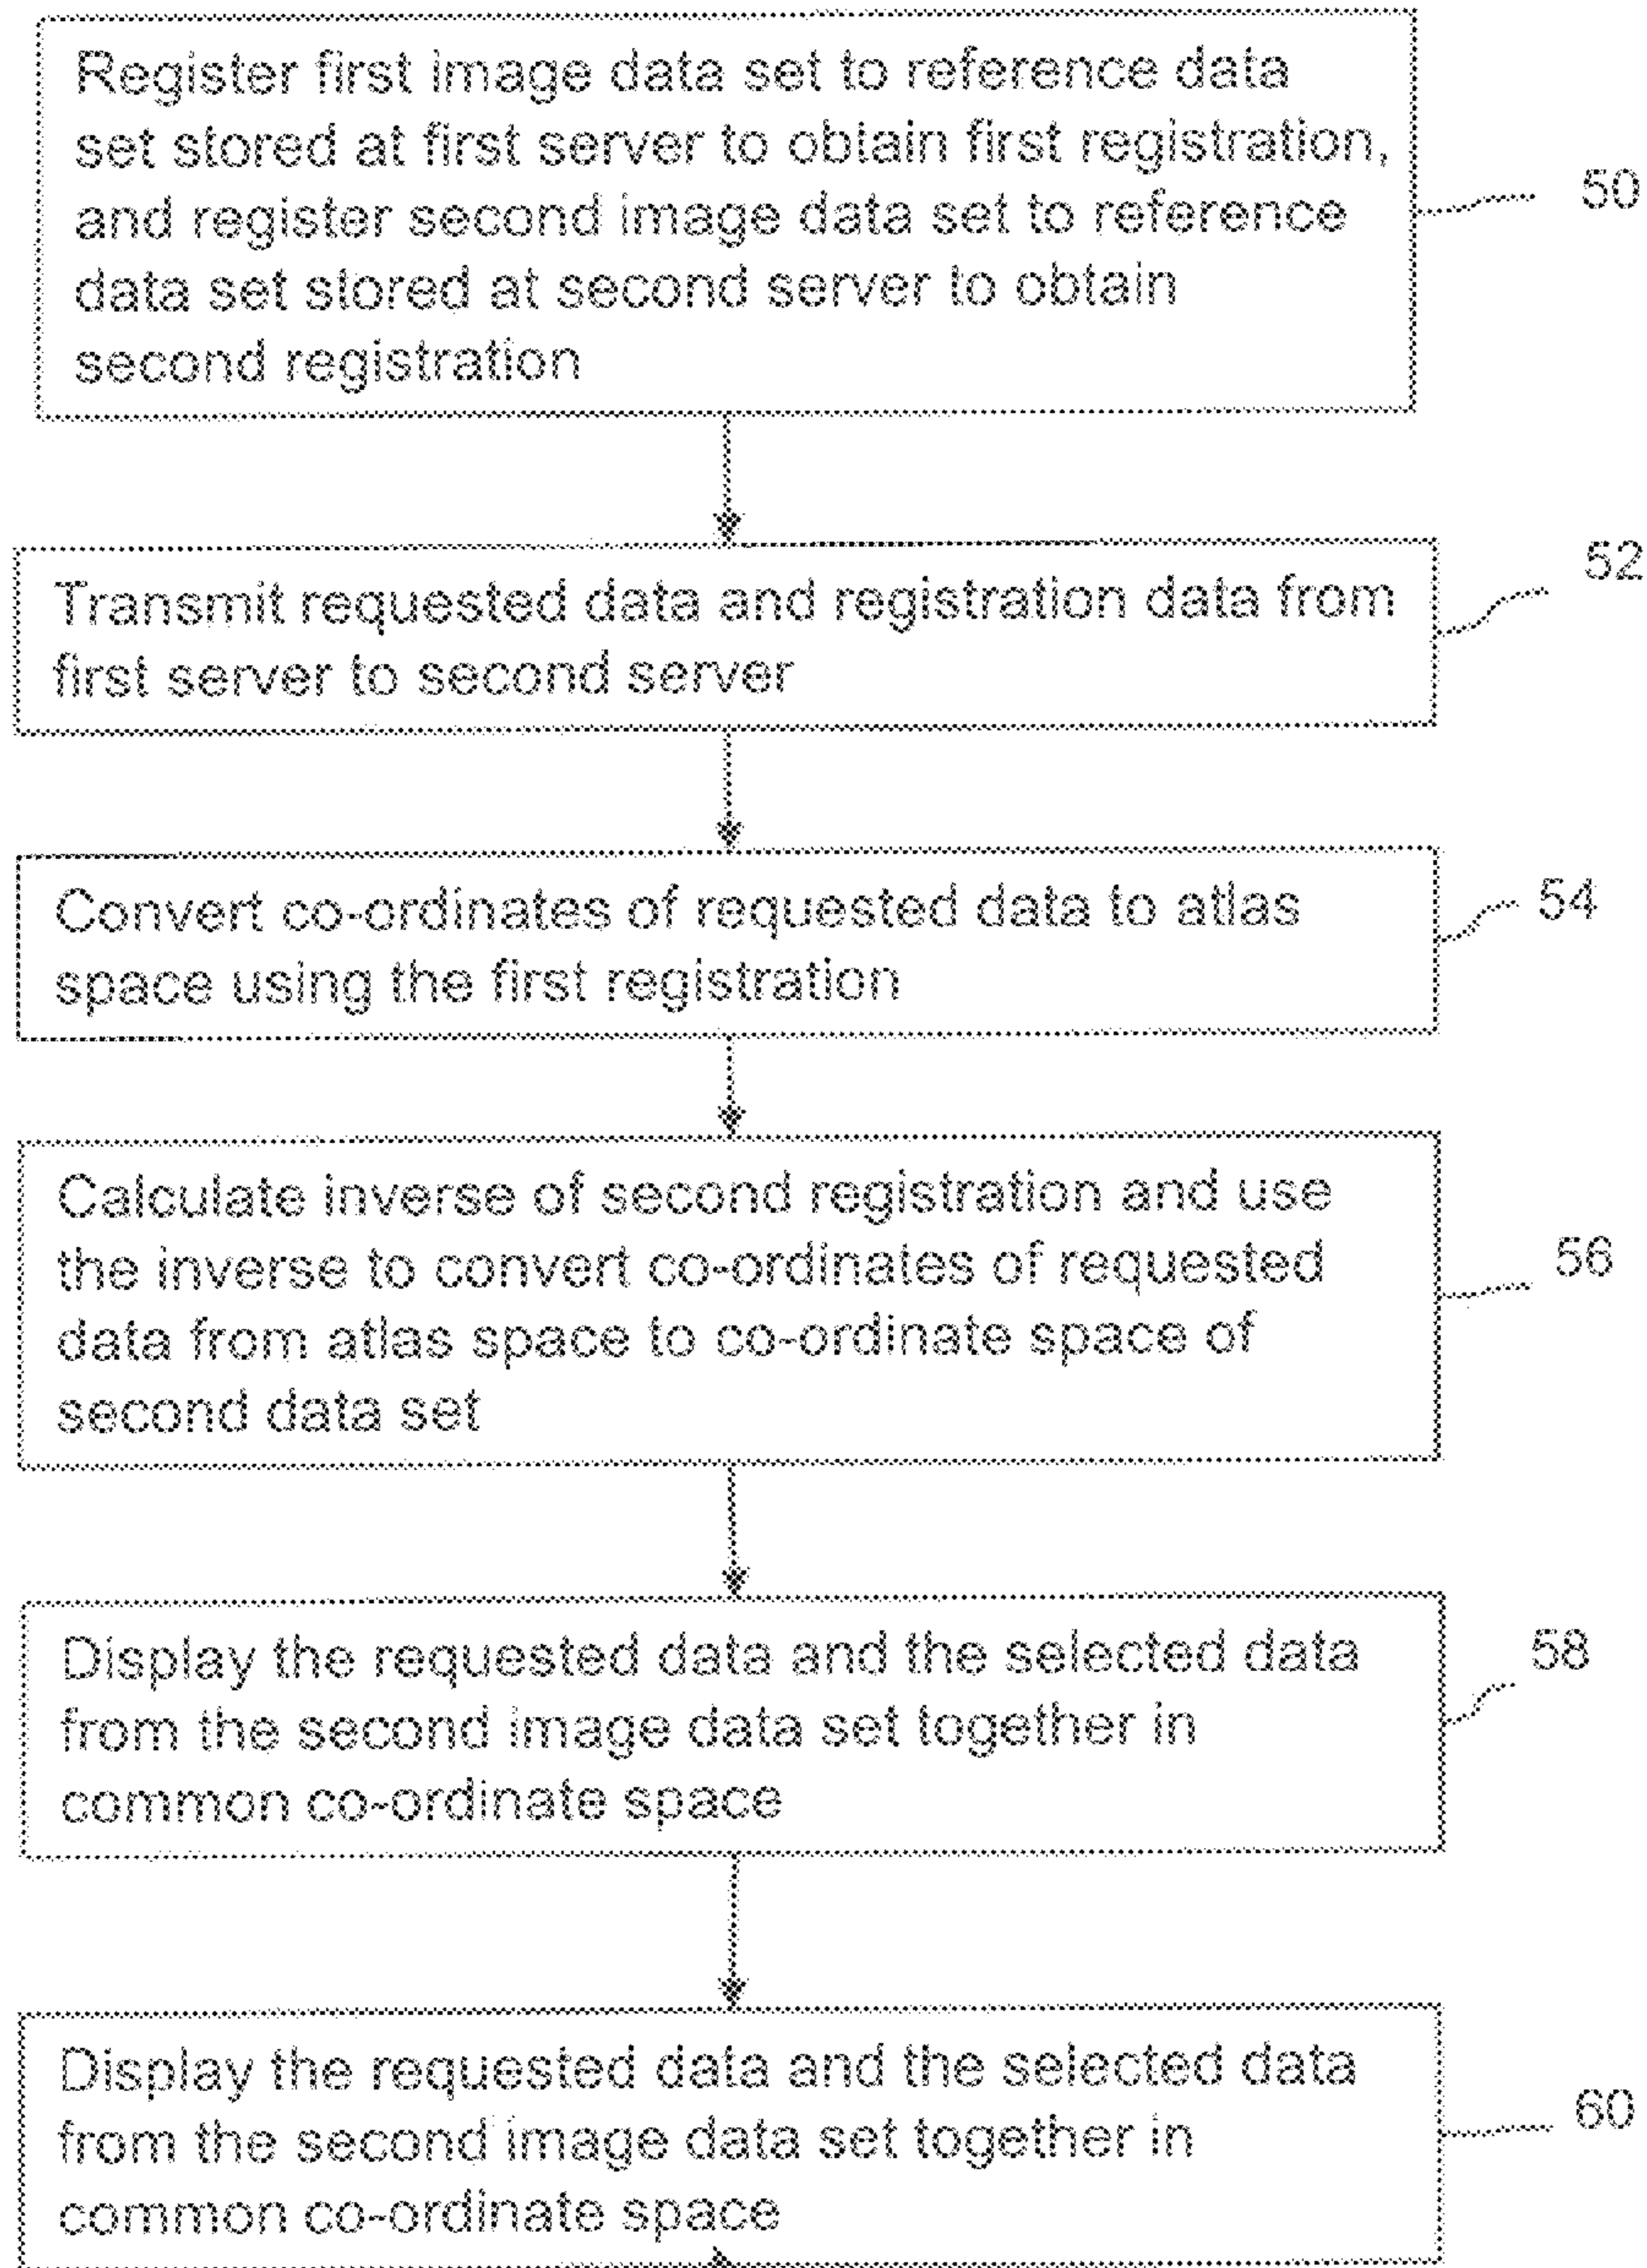 Register first image data set to reference data
set stored at first server to obtain first registration,
and register second image data set to reference
data set stored at second server to obtain
second registration
50
Transmit requested data and registration data from
first server to second server
52
Convert co-ordinates of requested data to atlas
space using the first registration
54
Calculate inverse of second registration and use
the inverse to convert co-ordinates of requested
data from atlas space to co-ordinate space of
second data set
56
Display the requested data and the selected data
from the second image data set together in
common co-ordinate space
58
Display the requested data and the selected data
from the second image data set together in
common co-ordinate space
60